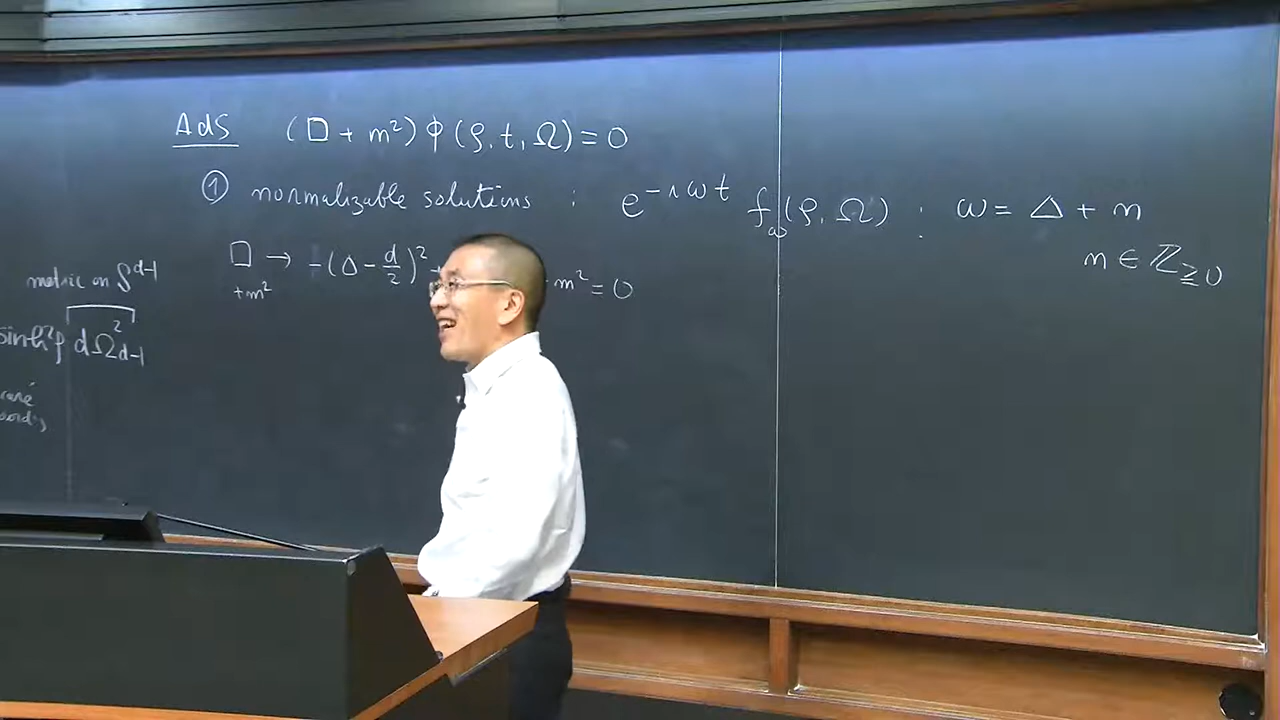 AdS (□ + m²) ϕ (ρ, t, Ω) = 0
① normalizable solutions : e^{-iωt} f_ω(ρ, Ω) : ω = Δ + n
n ∈ ℤ_{≥0}
□ + m² → -(Δ - d/2)² + m² = 0
metric on S^{d-1}
sinh²ρ dΩ²_{d-1}